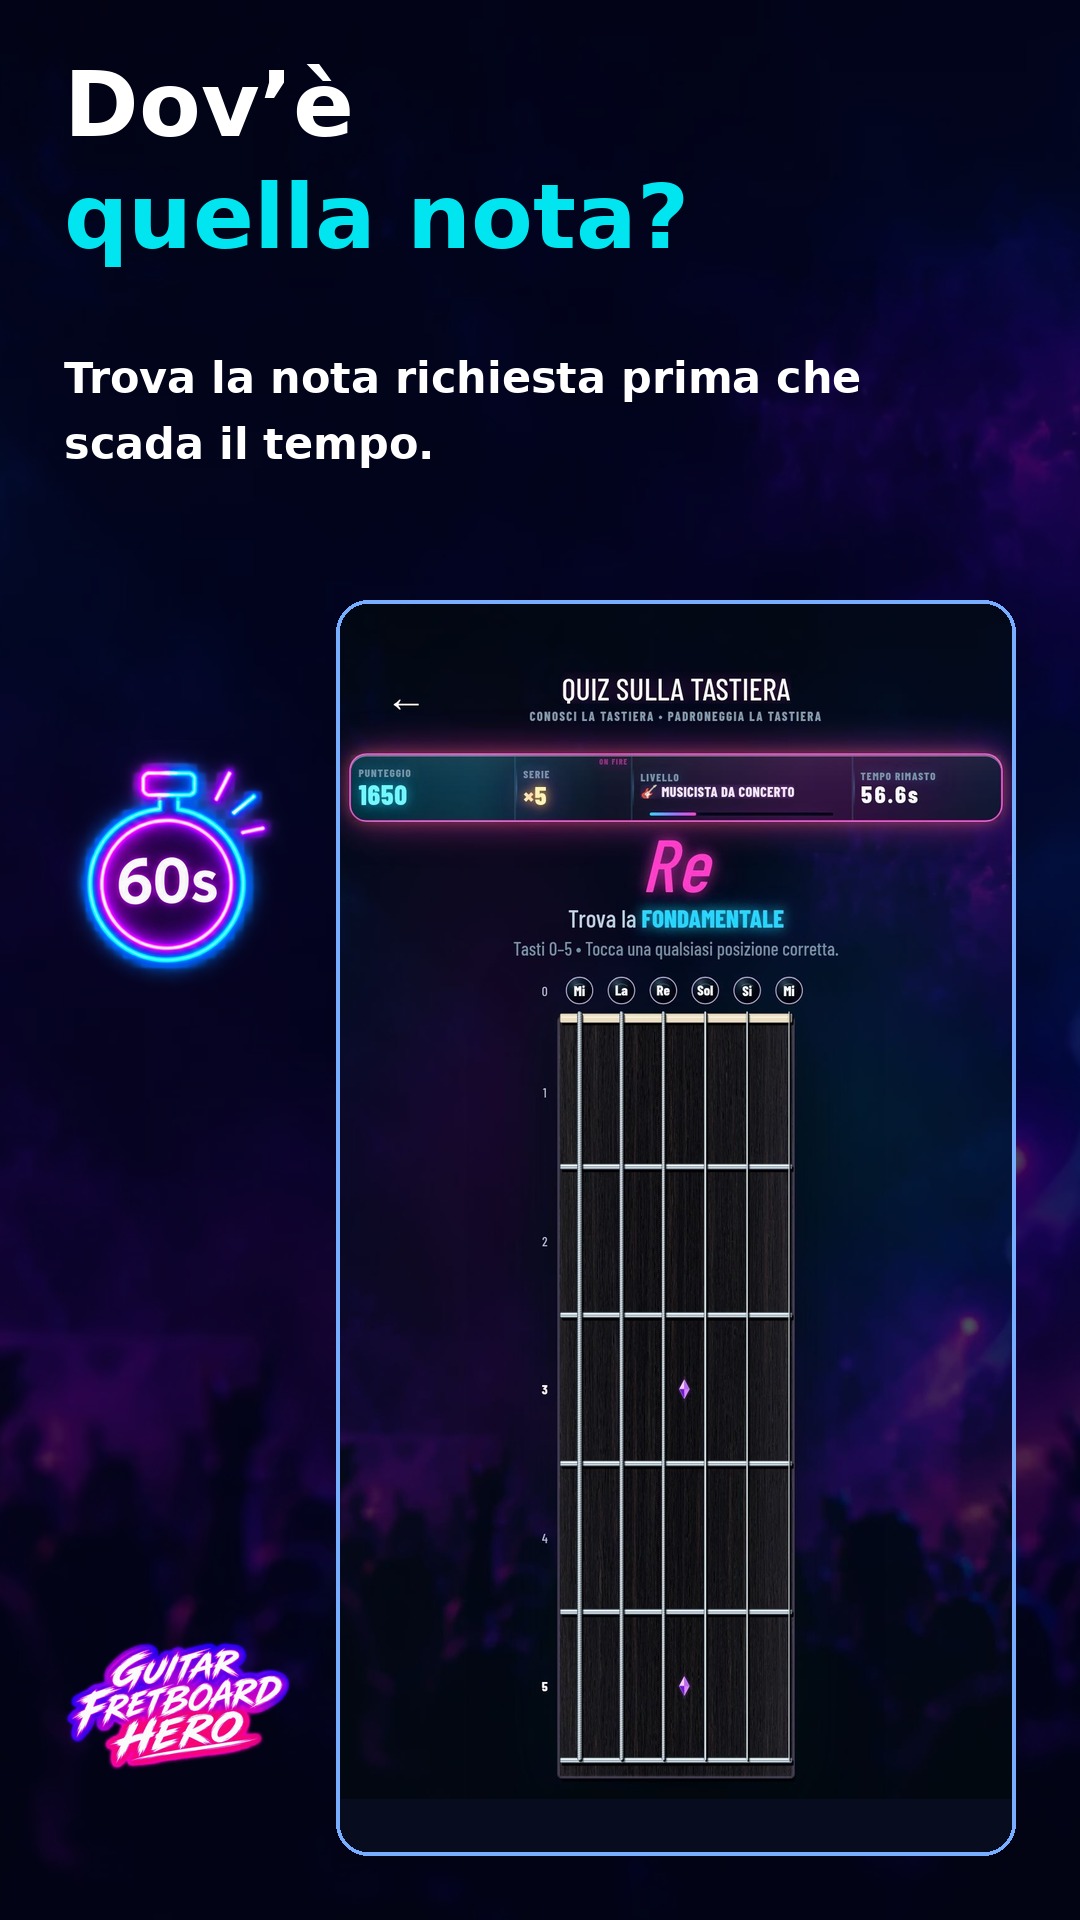 Dov’è
quella nota?
Trova la nota richiesta prima che
scada il tempo.
←
QUIZ SULLA TASTIERA
CONOSCI LA TASTIERA • PADRONEGGIA LA TASTIERA
PUNTEGGIO
1650
SERIE
×5
ON FIRE
LIVELLO
🎸 MUSICISTA DA CONCERTO
TEMPO RIMASTO
56.6s
60s
Re
Trova la FONDAMENTALE
Tasti 0–5 • Tocca una qualsiasi posizione corretta.
0 Mi La Re Sol Si Mi
1
2
3
4
5
GUITAR
FRETBOARD
HERO